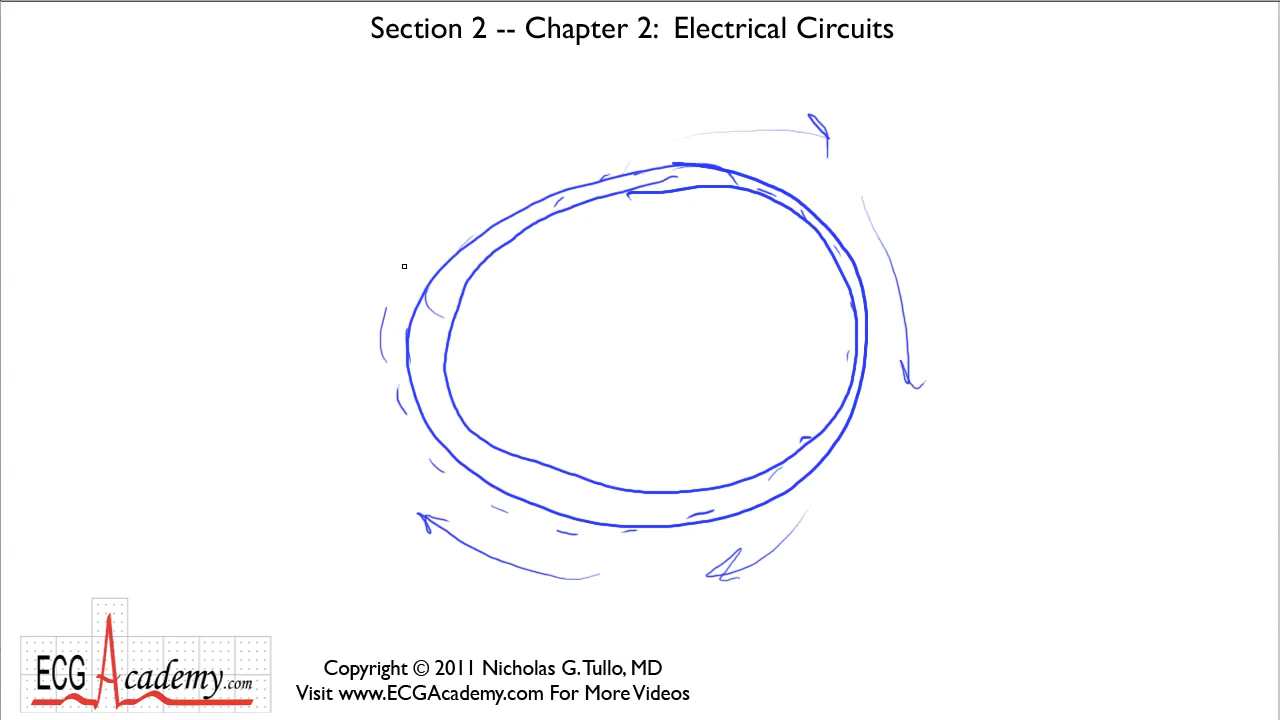 Section 2 -- Chapter 2: Electrical Circuits
ECG Academy.com
Copyright © 2011 Nicholas G. Tullo, MD
Visit www.ECGAcademy.com For More Videos